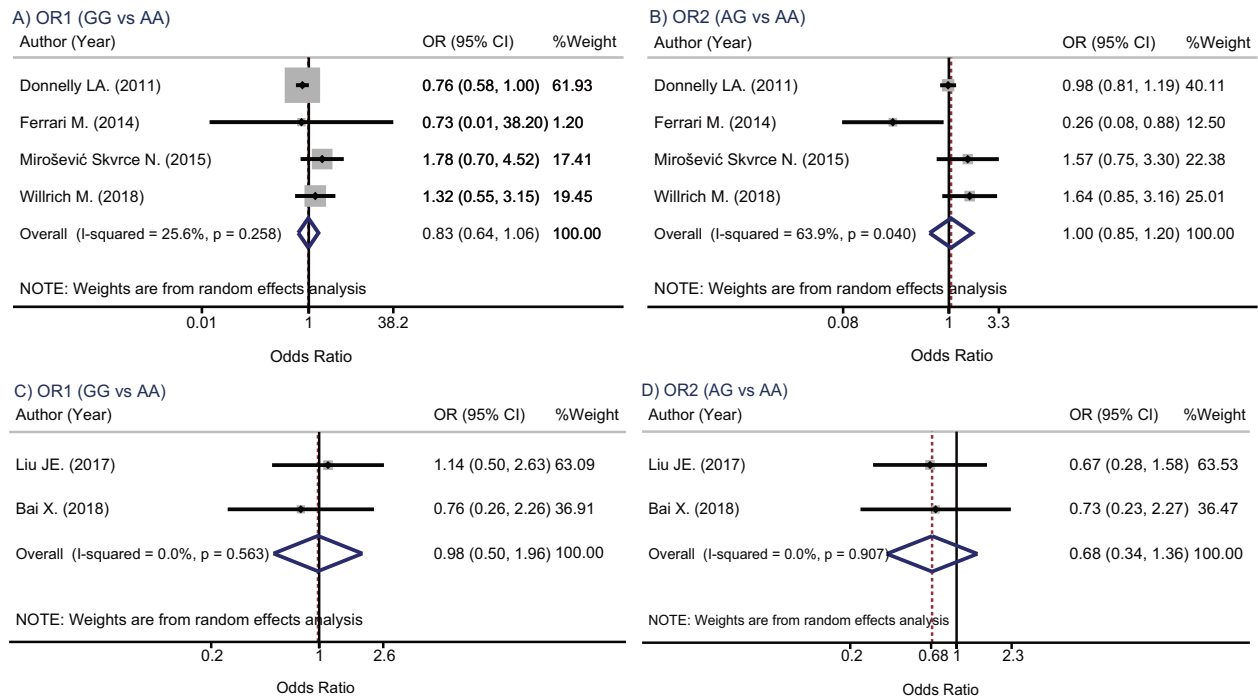 A) OR1 (GG vs AA)
Author (Year) OR (95% CI) %Weight
Donnelly LA. (2011) 0.76 (0.58, 1.00) 61.93
Ferrari M. (2014) 0.73 (0.01, 38.20) 1.20
Mirošević Skvrce N. (2015) 1.78 (0.70, 4.52) 17.41
Willrich M. (2018) 1.32 (0.55, 3.15) 19.45
Overall (I-squared = 25.6%, p = 0.258) 0.83 (0.64, 1.06) 100.00
NOTE: Weights are from random effects analysis
0.01 1 38.2
Odds Ratio
B) OR2 (AG vs AA)
Author (Year) OR (95% CI) %Weight
Donnelly LA. (2011) 0.98 (0.81, 1.19) 40.11
Ferrari M. (2014) 0.26 (0.08, 0.88) 12.50
Mirošević Skvrce N. (2015) 1.57 (0.75, 3.30) 22.38
Willrich M. (2018) 1.64 (0.85, 3.16) 25.01
Overall (I-squared = 63.9%, p = 0.040) 1.00 (0.85, 1.20) 100.00
NOTE: Weights are from random effects analysis
0.08 1 3.3
Odds Ratio
C) OR1 (GG vs AA)
Author (Year) OR (95% CI) %Weight
Liu JE. (2017) 1.14 (0.50, 2.63) 63.09
Bai X. (2018) 0.76 (0.26, 2.26) 36.91
Overall (I-squared = 0.0%, p = 0.563) 0.98 (0.50, 1.96) 100.00
NOTE: Weights are from random effects analysis
0.2 1 2.6
Odds Ratio
D) OR2 (AG vs AA)
Author (Year) OR (95% CI) %Weight
Liu JE. (2017) 0.67 (0.28, 1.58) 63.53
Bai X. (2018) 0.73 (0.23, 2.27) 36.47
Overall (I-squared = 0.0%, p = 0.907) 0.68 (0.34, 1.36) 100.00
NOTE: Weights are from random effects analysis
0.2 0.68 1 2.3
Odds Ratio